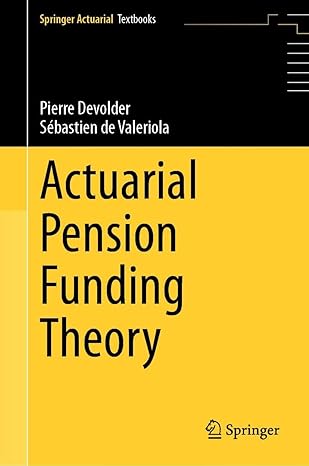 Springer Actuarial Textbooks
Pierre Devolder
Sébastien de Valeriola
Actuarial
Pension
Funding
Theory
Springer